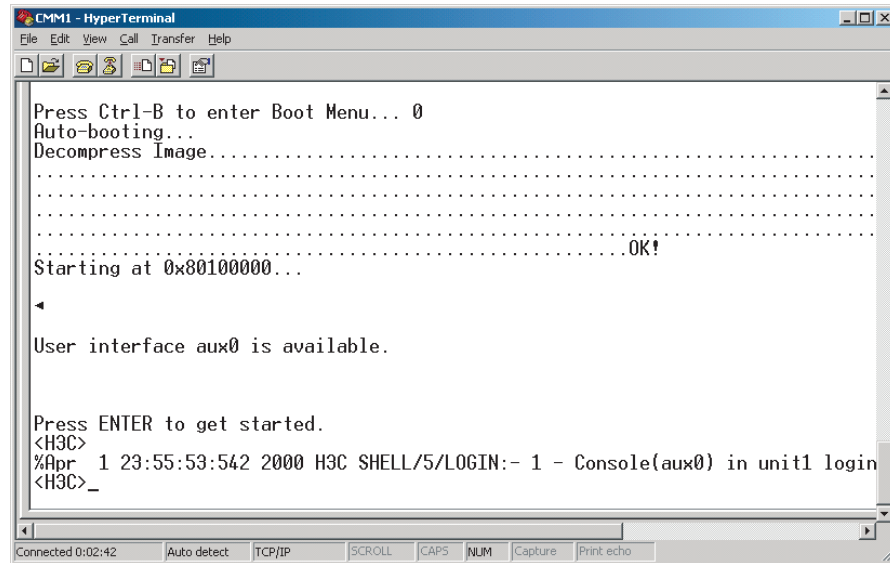 CMM1 - HyperTerminal
File Edit View Call Transfer Help
Press Ctrl-B to enter Boot Menu... 0
Auto-booting...
Decompress Image...............................................................
................................................................................
................................................................................
................................................................................
................................................................................
........................................................OK!
Starting at 0x80100000...
User interface aux0 is available.
Press ENTER to get started.
<H3C>
%Apr  1 23:55:53:542 2000 H3C SHELL/5/LOGIN:- 1 - Console(aux0) in unit1 login
<H3C>_
Connected 0:02:42 Auto detect TCP/IP SCROLL CAPS NUM Capture Print echo